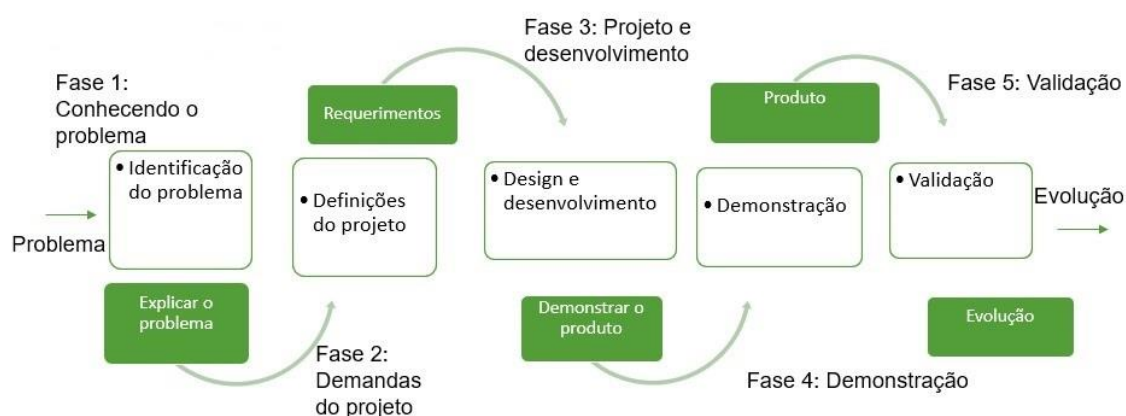 Fase 1:
Conhecendo o
problema
Problema
• Identificação
do problema
Explicar o
problema
Fase 2:
Demandas
do projeto
• Definições
do projeto
Requerimentos
Fase 3: Projeto e
desenvolvimento
• Design e
desenvolvimento
Demonstrar o
produto
Fase 4: Demonstração
• Demonstração
Produto
Fase 5: Validação
• Validação
Evolução
Evolução